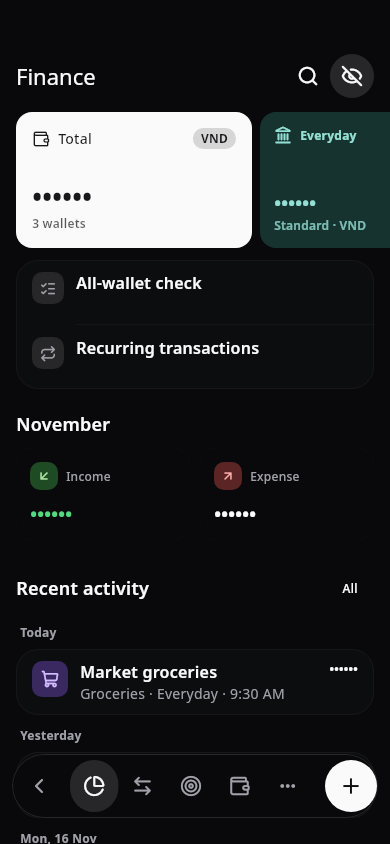 Finance
Total
VND
••••••
3 wallets
Everyday
••••••
Standard · VND
All-wallet check
Recurring transactions
November
Income
••••••
Expense
••••••
Recent activity
All
Today
Market groceries
••••••
Groceries · Everyday · 9:30 AM
Yesterday
Mon, 16 Nov